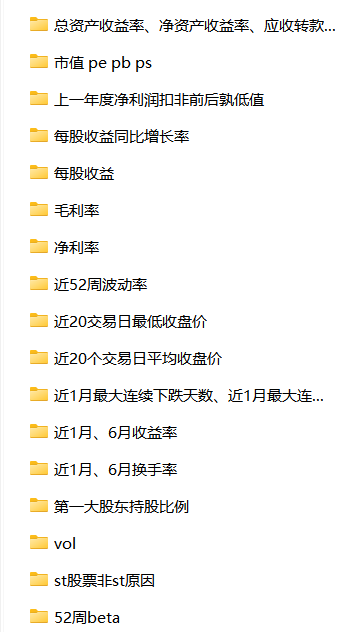 总资产收益率、净资产收益率、应收转款...
市值 pe pb ps
上一年度净利润扣非前后孰低值
每股收益同比增长率
每股收益
毛利率
净利率
近52周波动率
近20交易日最低收盘价
近20个交易日平均收盘价
近1月最大连续下跌天数、近1月最大连...
近1月、6月收益率
近1月、6月换手率
第一大股东持股比例
vol
st股票非st原因
52周beta